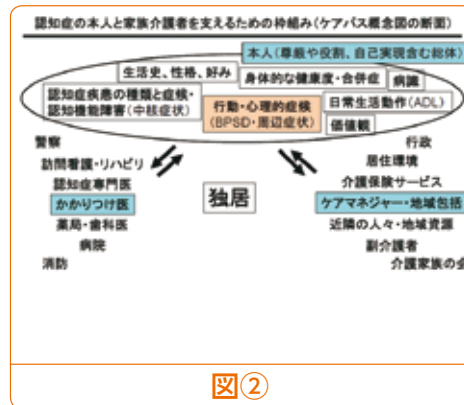 認知症の本人と家族介護者を支えるための枠組み(ケアパス概念図の断面)
本人(尊厳や役割、自己実現含む総体)
生活史、性格、好み
身体的な健康度・合併症
病識
認知症疾患の種類と症候・
認知機能障害(中核症状)
行動・心理的症候
(BPSD・周辺症状)
日常生活動作(ADL)
価値観
警察
訪問看護・リハビリ
認知症専門医
かかりつけ医
薬局・歯科医
病院
消防
独居
行政
居住環境
介護保険サービス
ケアマネジャー・地域包括
近隣の人々・地域資源
副介護者
介護家族の会
図②